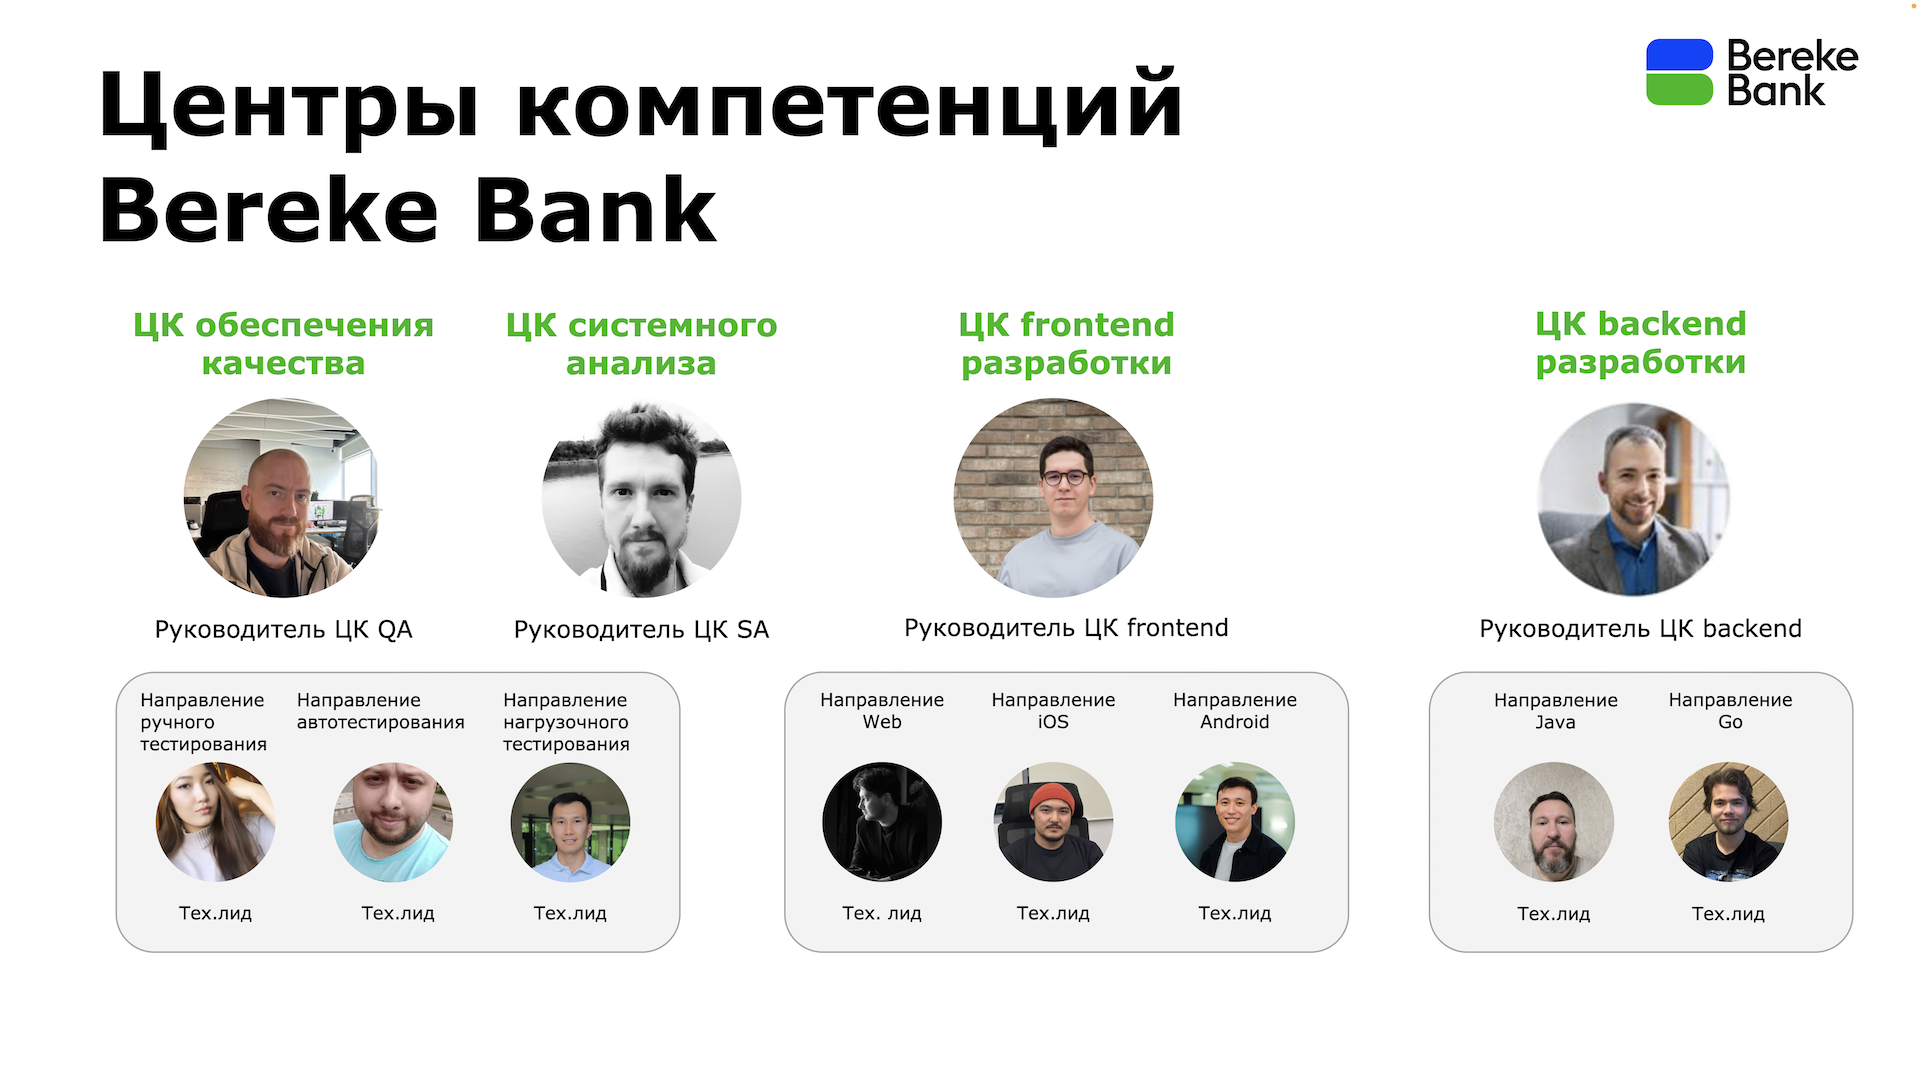 Центры компетенций
Bereke Bank
Bereke
Bank
ЦК обеспечения
качества
Руководитель ЦК QA
ЦК системного
анализа
Руководитель ЦК SA
ЦК frontend
разработки
Руководитель ЦК frontend
ЦК backend
разработки
Руководитель ЦК backend
Направление
ручного
тестирования
Тех.лид
Направление
автотестирования
Тех.лид
Направление
нагрузочного
тестирования
Тех.лид
Направление
Web
Тех. лид
Направление
iOS
Тех.лид
Направление
Android
Тех.лид
Направление
Java
Тех.лид
Направление
Go
Тех.лид